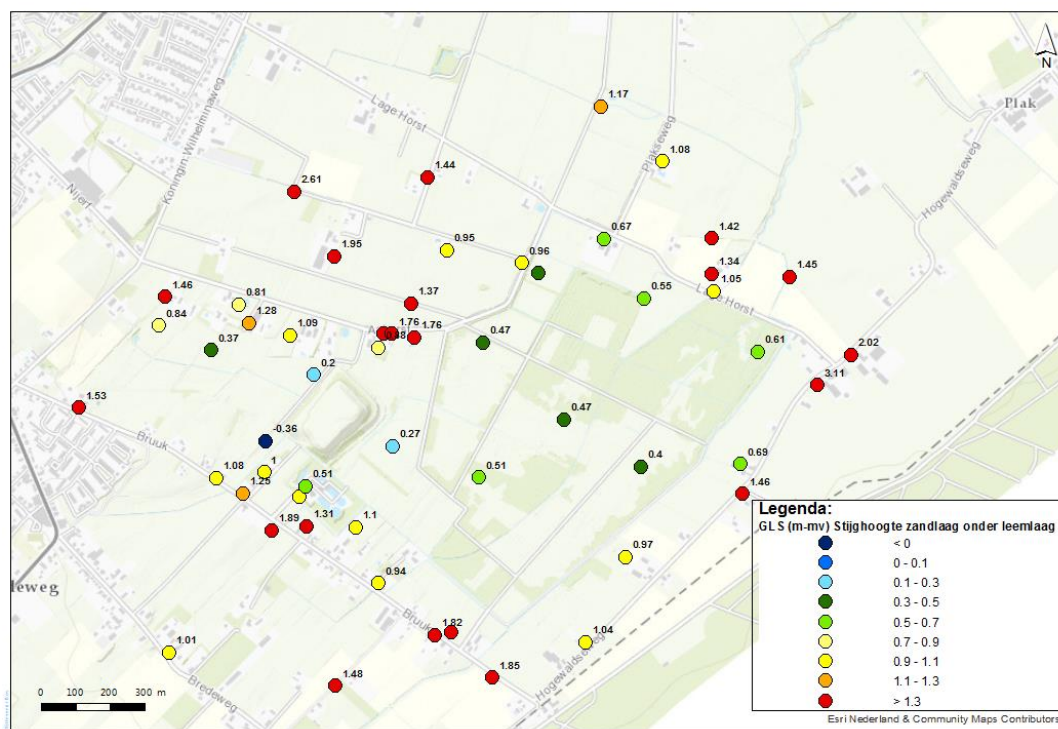 N
1.17
Plak
Lage Horst
Koningin Wilhelminaweg
Plakseweg
1.08
Nijerf
1.44
2.61
Hogewaldseweg
0.67
1.42
0.95
1.95
0.96
1.34
1.45
1.46
0.81
0.55
1.05
Lage Horst
1.37
0.84
1.28
1.09
1.76
1.76
0.47
0.37
0.61
2.02
0.2
3.11
1.53
0.47
Bruuk
-0.36
0.27
0.4
0.69
1.08
1
0.51
0.51
1.46
1.25
1.89
1.31
1.1
0.97
0.94
Bruuk
1.82
1.04
1.01
Hogewaldseweg
1.85
1.48
Bredeweg
0 100 200 300 m
Legenda:
GLS (m-mv) Stijghoogte zandlaag onder leemlaag
< 0
0 - 0.1
0.1 - 0.3
0.3 - 0.5
0.5 - 0.7
0.7 - 0.9
0.9 - 1.1
1.1 - 1.3
> 1.3
Esri Nederland & Community Maps Contributors